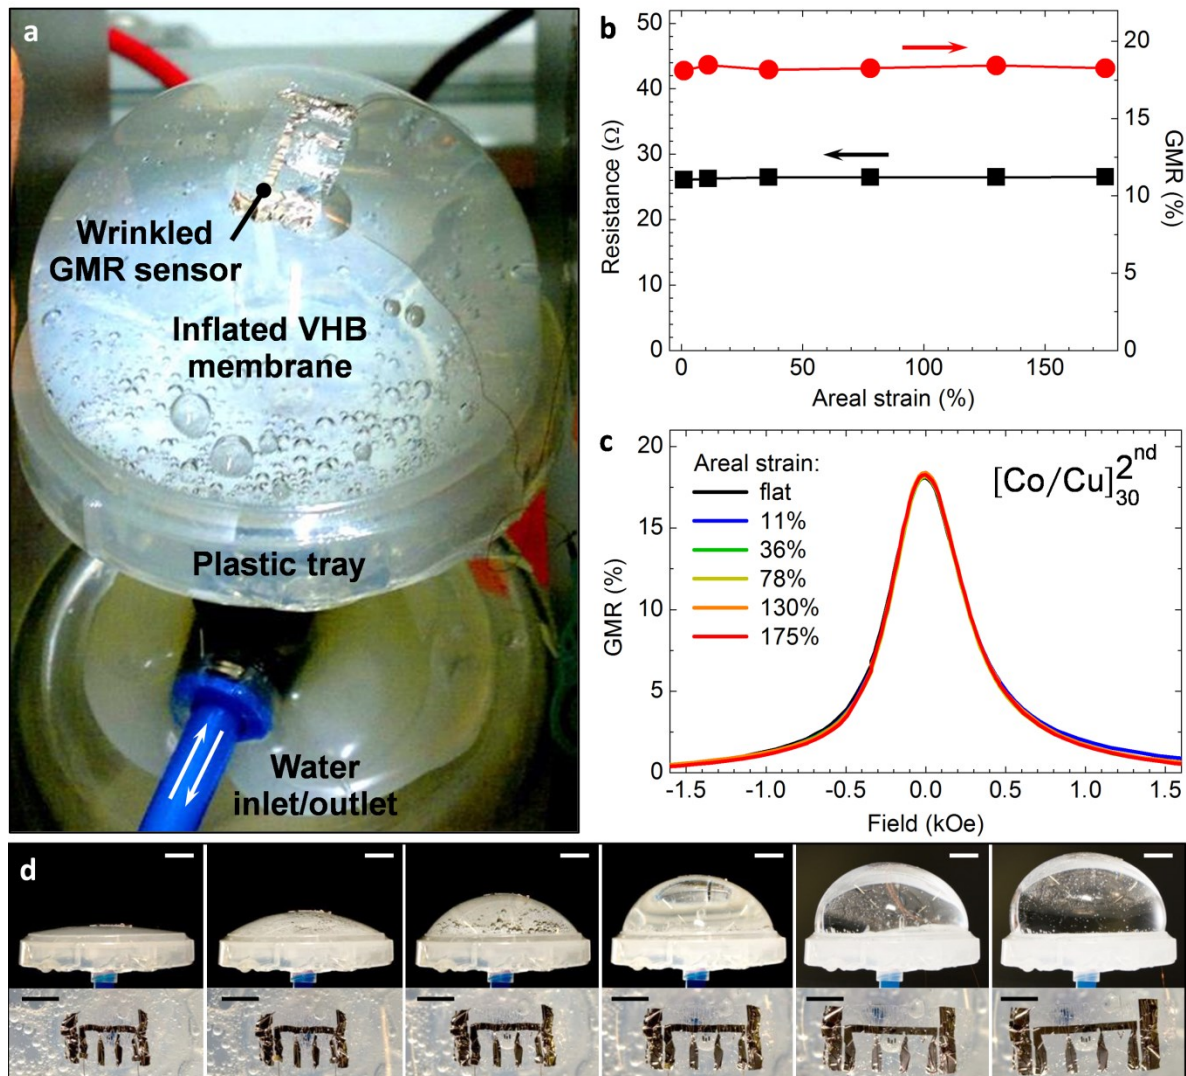 a
Wrinkled
GMR sensor
Inflated VHB
membrane
Plastic tray
Water
inlet/outlet
b
50
40
30
20
10
0
Resistance (Ω)
20
15
10
5
0
GMR (%)
0 50 100 150
Areal strain (%)
c
20
15
10
5
0
GMR (%)
Areal strain:
flat
11%
36%
78%
130%
175%
[Co/Cu]₃₀²ⁿᵈ
-1.5 -1.0 -0.5 0.0 0.5 1.0 1.5
Field (kOe)
d